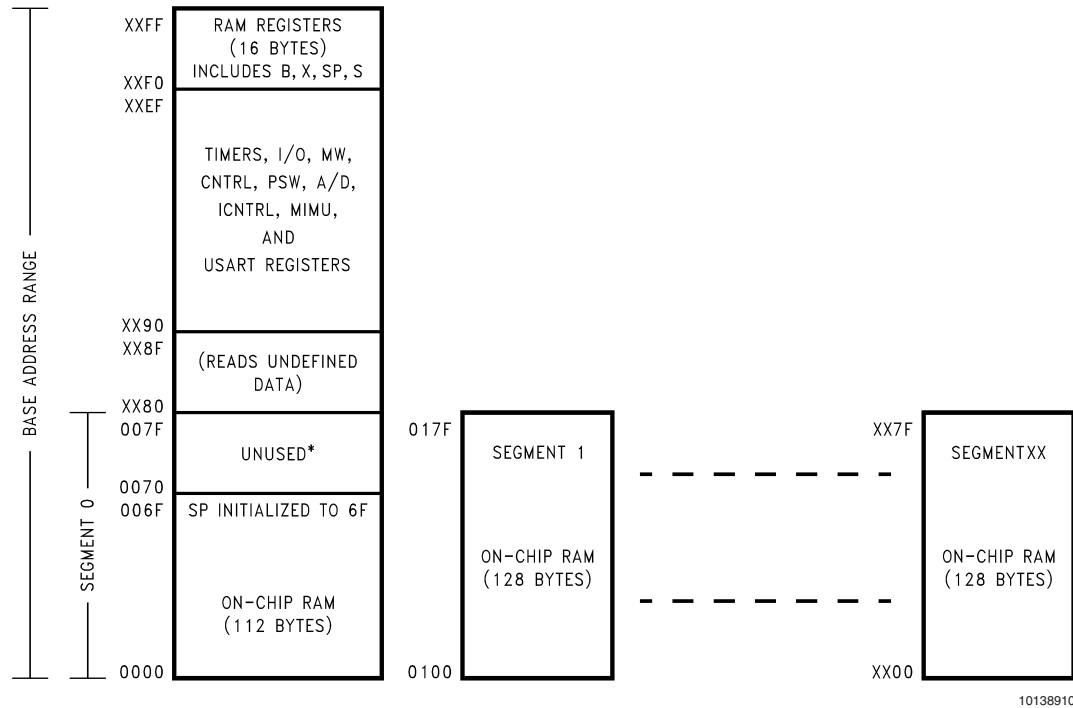 XXFF
RAM REGISTERS
(16 BYTES)
INCLUDES B, X, SP, S
XXF0
XXEF
TIMERS, I/O, MW,
CNTRL, PSW, A/D,
ICNTRL, MIMU,
AND
USART REGISTERS
XX90
XX8F
(READS UNDEFINED
DATA)
XX80
007F
UNUSED*
0070
006F
SP INITIALIZED TO 6F
ON-CHIP RAM
(112 BYTES)
0000
BASE ADDRESS RANGE
SEGMENT 0
017F
SEGMENT 1
ON-CHIP RAM
(128 BYTES)
0100
XX7F
SEGMENT XX
ON-CHIP RAM
(128 BYTES)
XX00
10138910